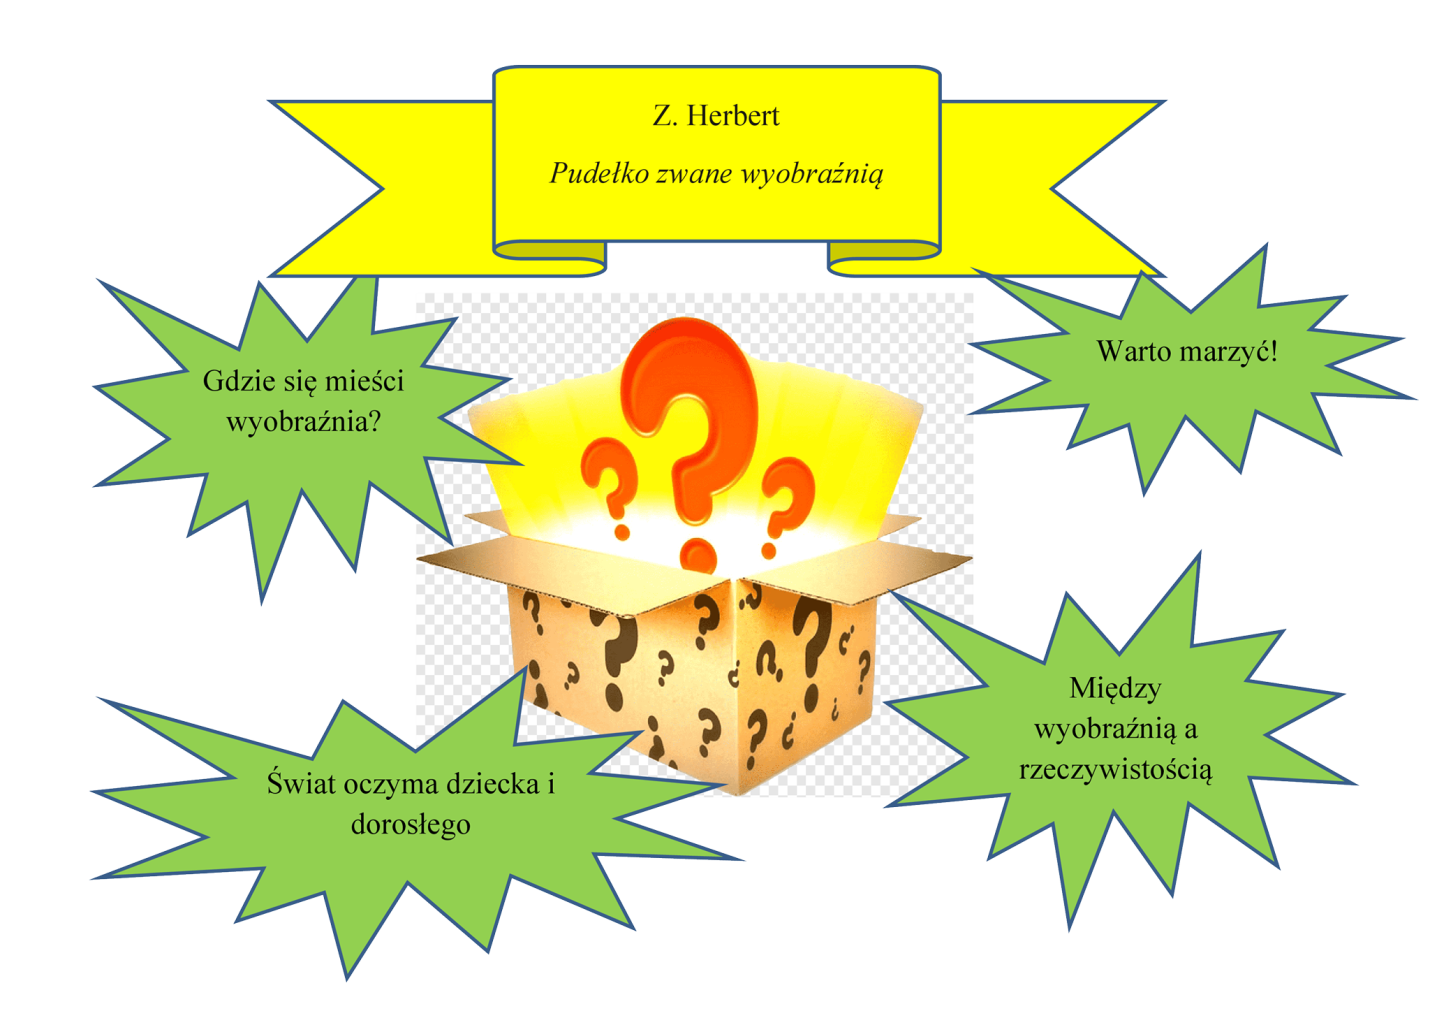 Z. Herbert
Pudełko zwane wyobraźnią
Gdzie się mieści
wyobraźnia?
Warto marzyć!
Świat oczyma dziecka i
dorosłego
Między
wyobraźnią a
rzeczywistością